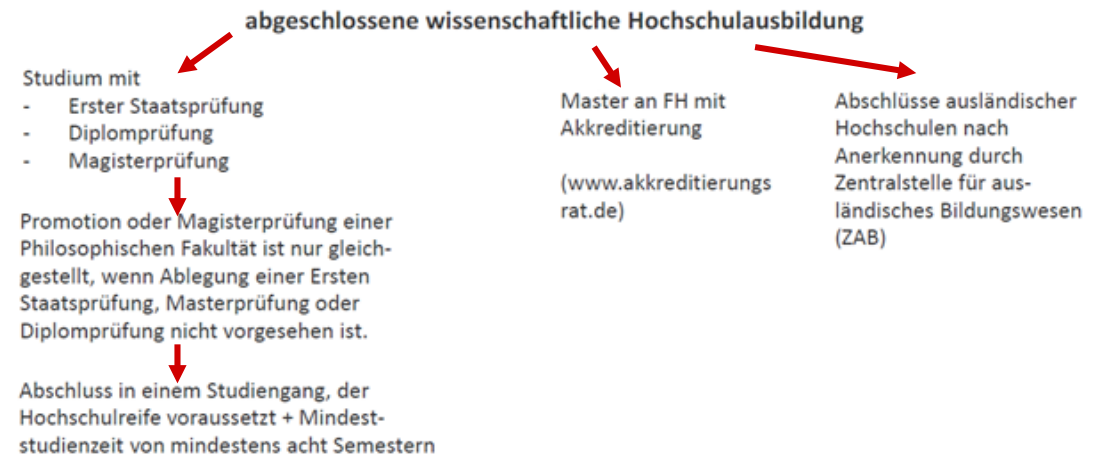 abgeschlossene wissenschaftliche Hochschulausbildung
Studium mit
- Erster Staatsprüfung
- Diplomprüfung
- Magisterprüfung
Promotion oder Magisterprüfung einer
Philosophischen Fakultät ist nur gleich-
gestellt, wenn Ablegung einer Ersten
Staatsprüfung, Masterprüfung oder
Diplomprüfung nicht vorgesehen ist.
Abschluss in einem Studiengang, der
Hochschulreife voraussetzt + Mindest-
studienzeit von mindestens acht Semestern
Master an FH mit
Akkreditierung
(www.akkreditierungs
rat.de)
Abschlüsse ausländischer
Hochschulen nach
Anerkennung durch
Zentralstelle für aus-
ländisches Bildungswesen
(ZAB)